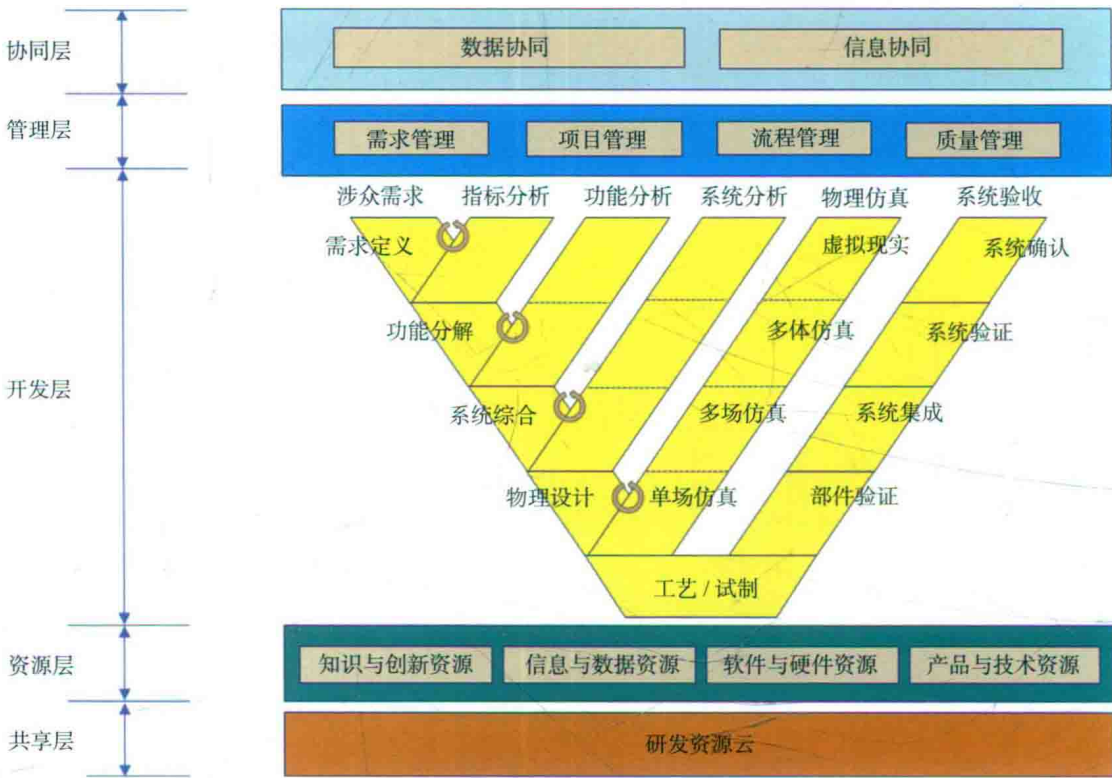 协同层
数据协同
信息协同
管理层
需求管理
项目管理
流程管理
质量管理
涉众需求
指标分析
功能分析
系统分析
物理仿真
系统验收
需求定义
虚拟现实
系统确认
功能分解
多体仿真
系统验证
开发层
系统综合
多场仿真
系统集成
物理设计
单场仿真
部件验证
工艺 / 试制
资源层
知识与创新资源
信息与数据资源
软件与硬件资源
产品与技术资源
共享层
研发资源云